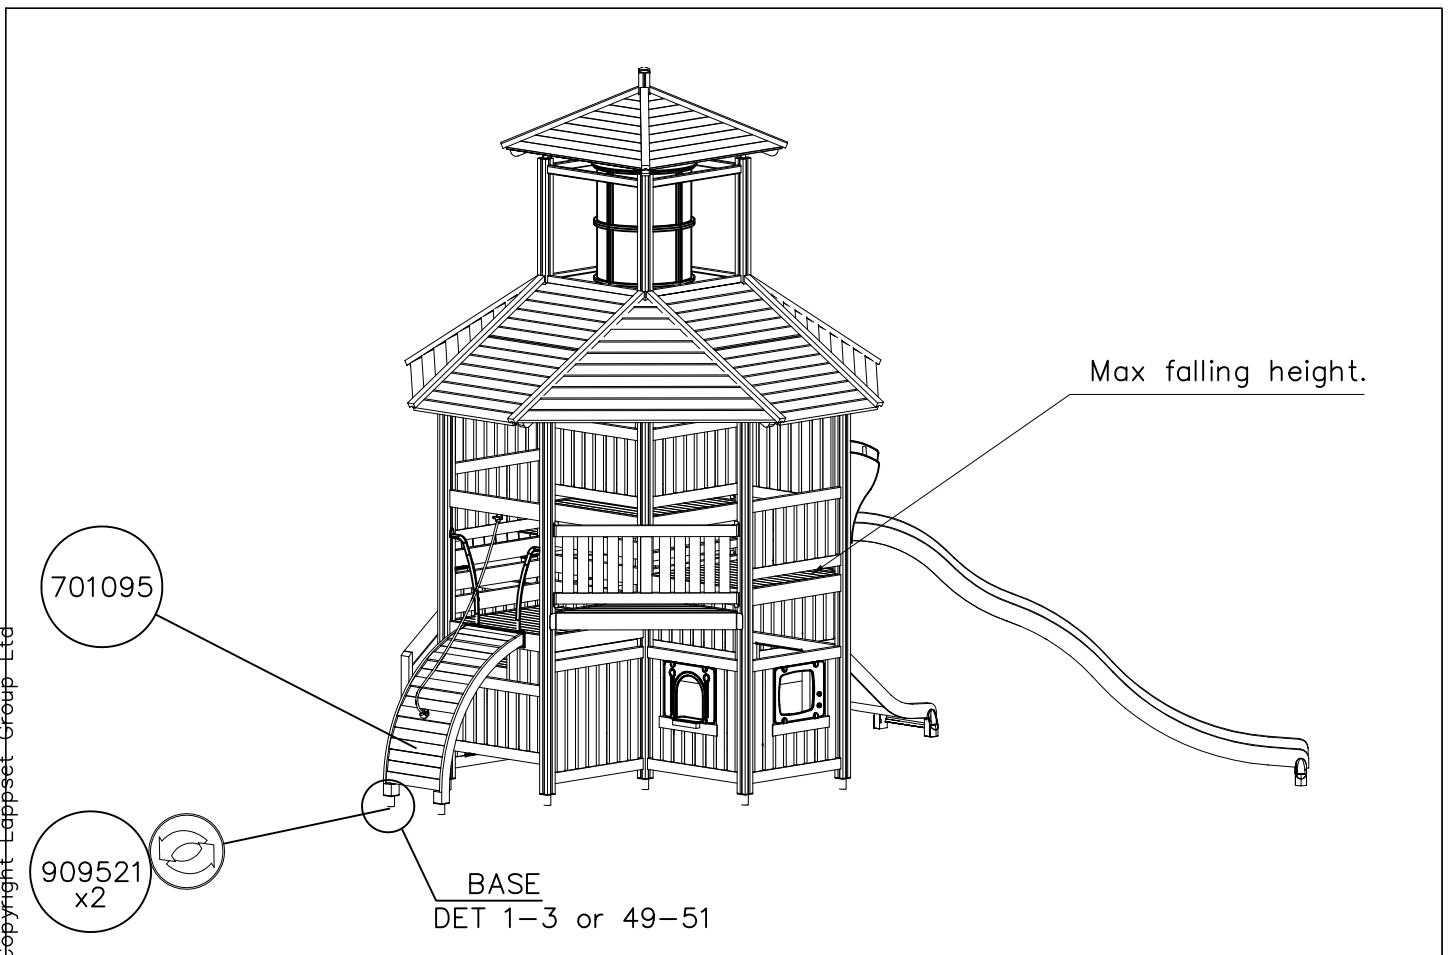 Max falling height.
701095
909521
x2
BASE
DET 1-3 or 49-51
Copyright Lappset Group Ltd